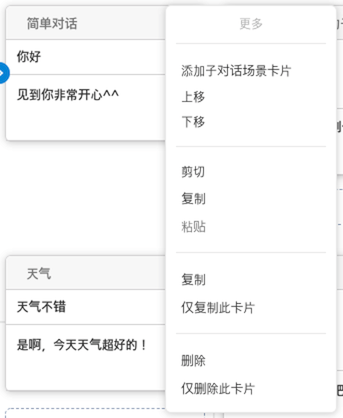 简单对话
你好
见到你非常开心^^
天气
天气不错
是啊，今天天气超好的！
更多
添加子对话场景卡片
上移
下移
剪切
复制
粘贴
复制
仅复制此卡片
删除
仅删除此卡片